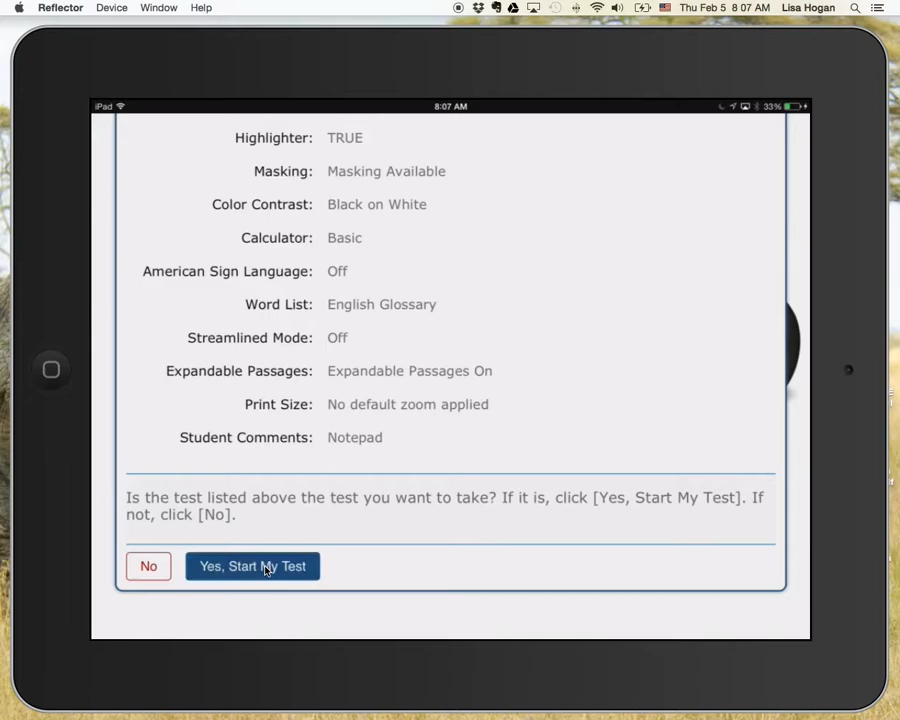 Reflector Device Window Help Thu Feb 5 8:07 AM Lisa Hogan
iPad 8:07 AM 33%
Highlighter: TRUE
Masking: Masking Available
Color Contrast: Black on White
Calculator: Basic
American Sign Language: Off
Word List: English Glossary
Streamlined Mode: Off
Expandable Passages: Expandable Passages On
Print Size: No default zoom applied
Student Comments: Notepad
Is the test listed above the test you want to take? If it is, click [Yes, Start My Test]. If
not, click [No].
No Yes, Start My Test